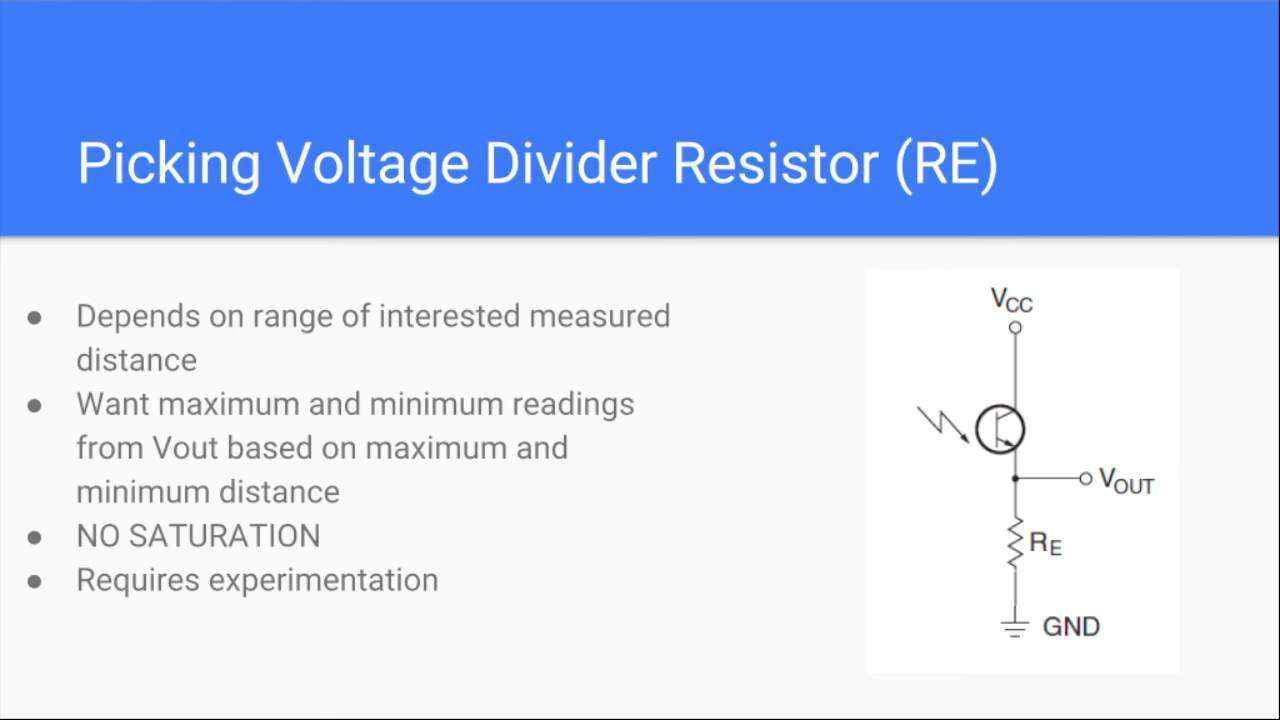 Picking Voltage Divider Resistor (RE)
● Depends on range of interested measured
distance
● Want maximum and minimum readings
from Vout based on maximum and
minimum distance
● NO SATURATION
● Requires experimentation
VCC
VOUT
RE
GND